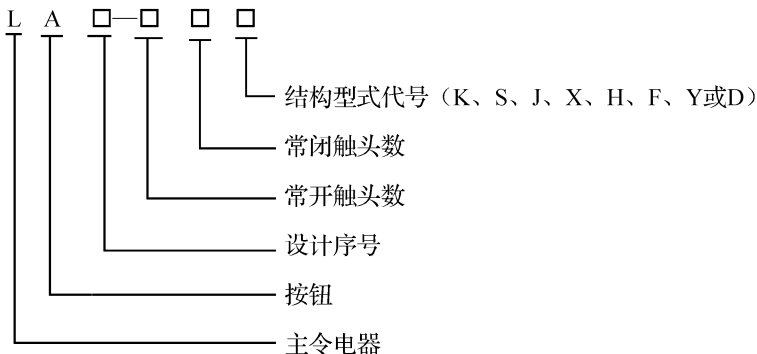 LA□—□□□
结构型式代号（K、S、J、X、H、F、Y或D）
常闭触头数
常开触头数
设计序号
按钮
主令电器